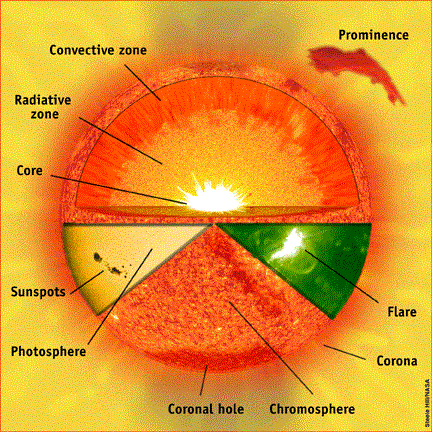 Prominence
Convective zone
Radiative
zone
Core
Sunspots
Photosphere
Flare
Corona
Coronal hole
Chromosphere
Steele Hill/NASA